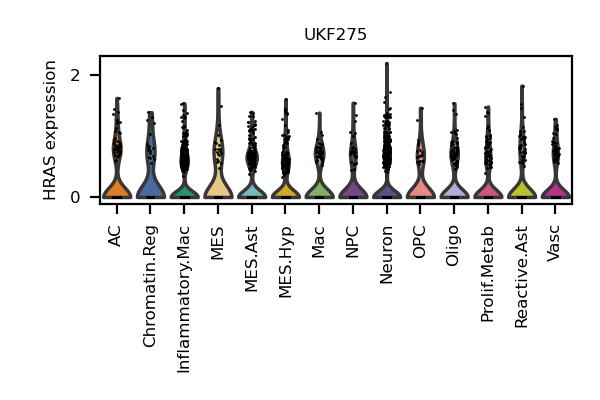 UKF275
HRAS expression
2
0
AC
Chromatin.Reg
Inflammatory.Mac
MES
MES.Ast
MES.Hyp
Mac
NPC
Neuron
OPC
Oligo
Prolif.Metab
Reactive.Ast
Vasc